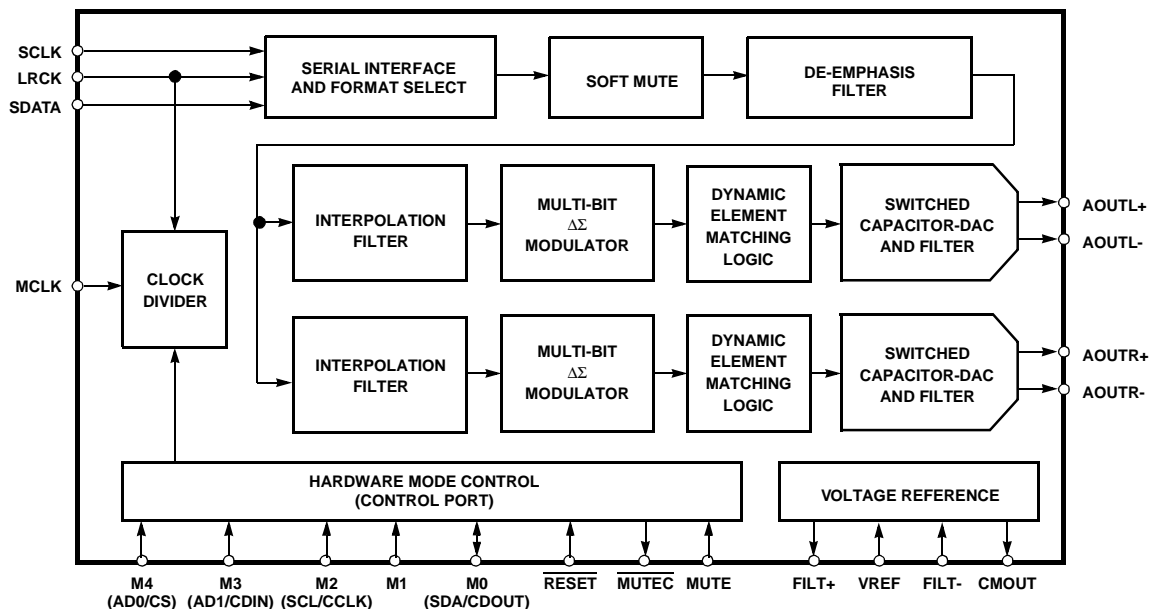 SCLK
LRCK
SDATA
SERIAL INTERFACE
AND FORMAT SELECT
SOFT MUTE
DE-EMPHASIS
FILTER
INTERPOLATION
FILTER
MULTI-BIT
ΔΣ
MODULATOR
DYNAMIC
ELEMENT
MATCHING
LOGIC
SWITCHED
CAPACITOR-DAC
AND FILTER
AOUTL+
AOUTL-
MCLK
CLOCK
DIVIDER
INTERPOLATION
FILTER
MULTI-BIT
ΔΣ
MODULATOR
DYNAMIC
ELEMENT
MATCHING
LOGIC
SWITCHED
CAPACITOR-DAC
AND FILTER
AOUTR+
AOUTR-
HARDWARE MODE CONTROL
(CONTROL PORT)
VOLTAGE REFERENCE
M4
(AD0/CS)
M3
(AD1/CDIN)
M2
(SCL/CCLK)
M1
M0
(SDA/CDOUT)
RESET
MUTEC
MUTE
FILT+
VREF
FILT-
CMOUT